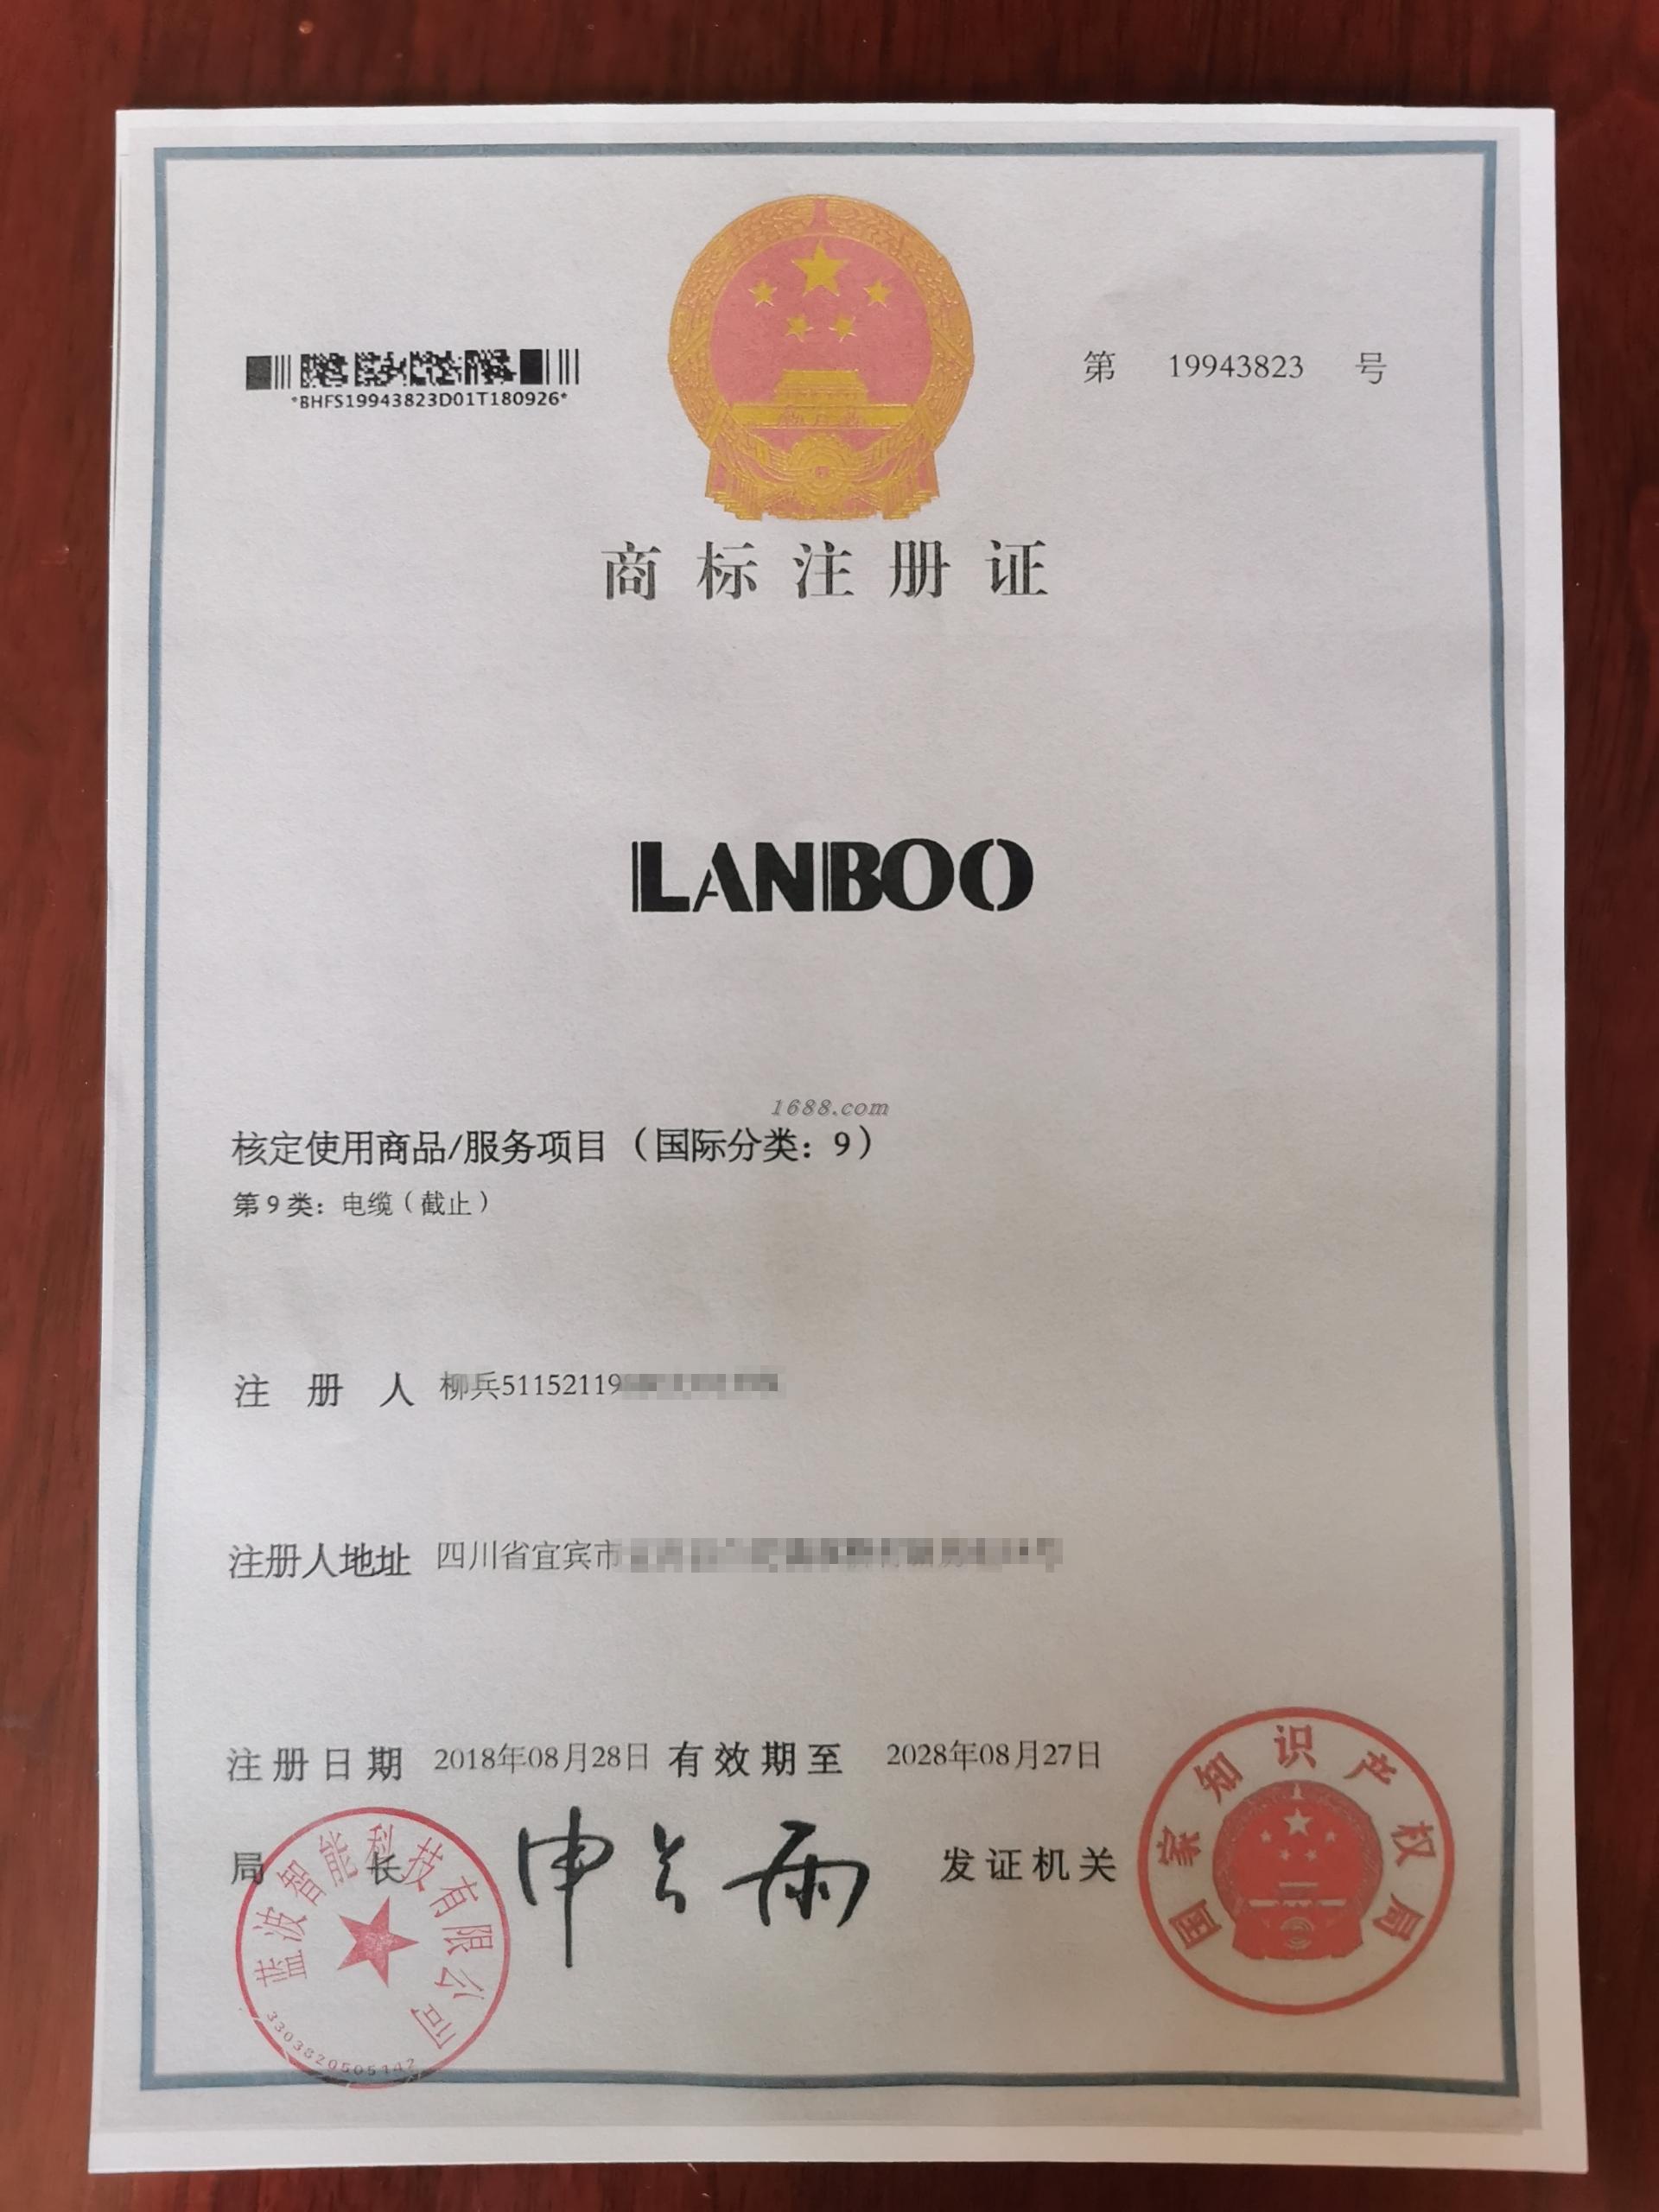 *BHFS19943823D01T180926*
第 19943823 号
商标注册证
LANBOO
1688.com
核定使用商品/服务项目（国际分类：9）
第9类：电缆（截止）
注册人 柳兵51152119
注册人地址 四川省宜宾市
注册日期 2018年08月28日 有效期至 2028年08月27日
局长 申长雨 发证机关
蓝波智能科技有限公司
3303820505142
国家知识产权局